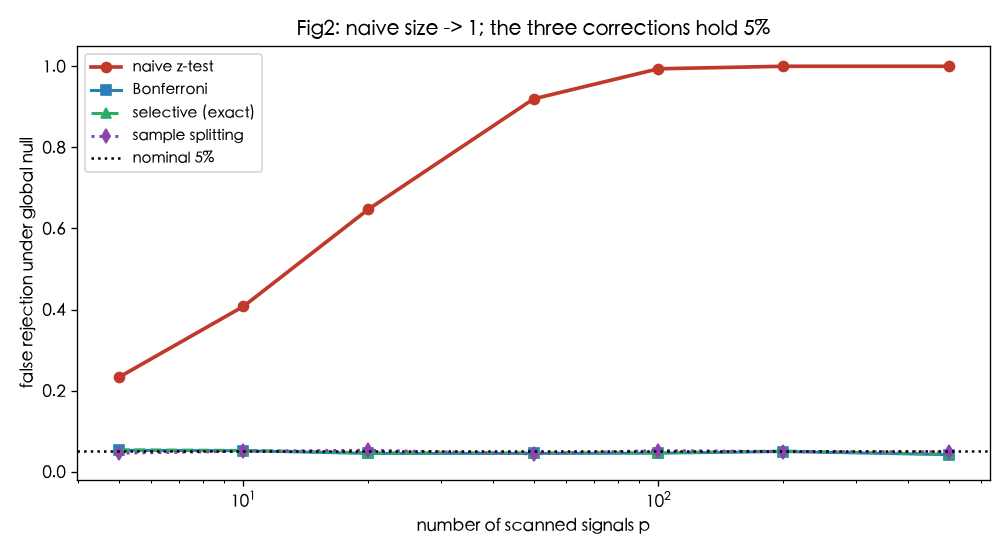 Fig2: naive size -> 1; the three corrections hold 5%
naive z-test
Bonferroni
selective (exact)
sample splitting
nominal 5%
false rejection under global null
1.0
0.8
0.6
0.4
0.2
0.0
10¹
10²
number of scanned signals p